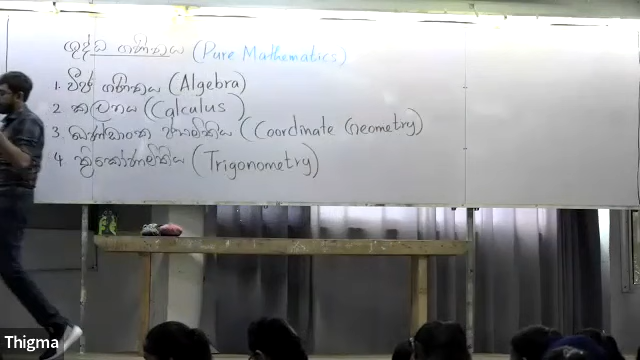 ශුද්ධ ගණිතය (Pure Mathematics)
1. වීජ ගණිතය (Algebra)
2 කලනය (Calculus)
3. ඛණ්ඩාංක ජ්‍යාමිතිය (Coordinate Geometry)
4. ත්‍රිකෝණමිතිය (Trigonometry)
Thigma